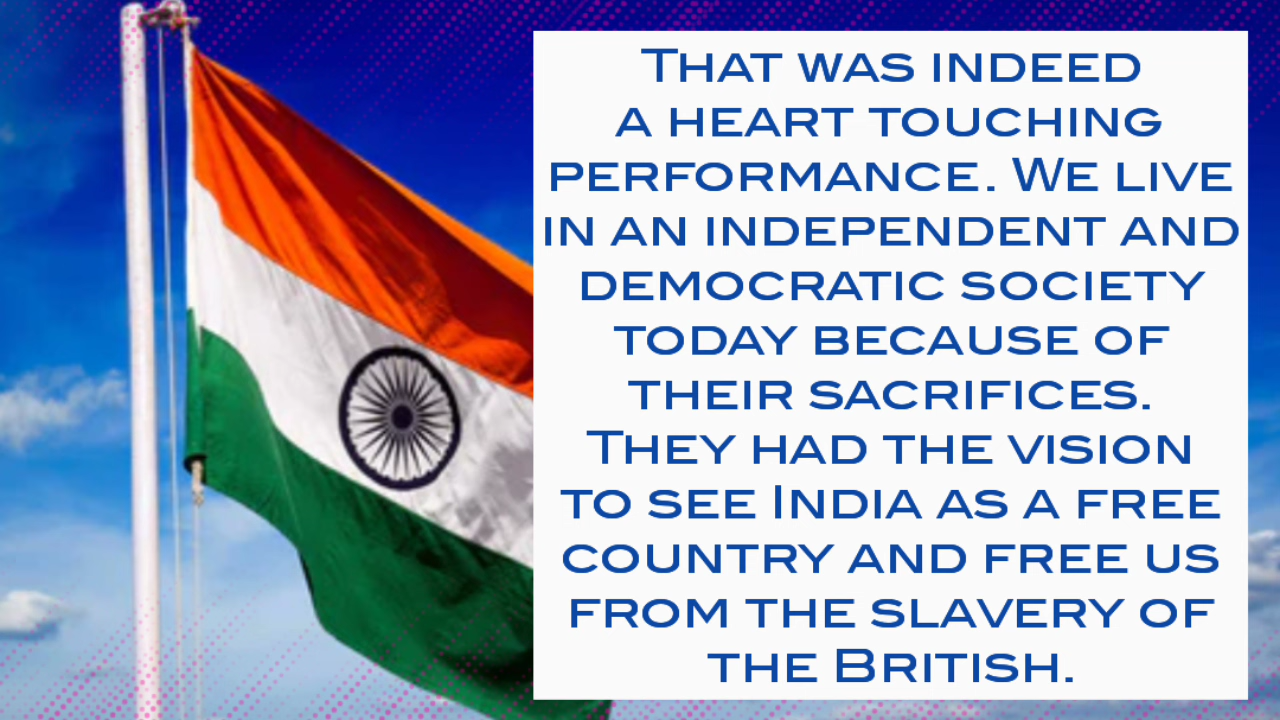 That was indeed
a heart touching
performance. We live
in an independent and
democratic society
today because of
their sacrifices.
They had the vision
to see India as a free
country and free us
from the slavery of
the British.